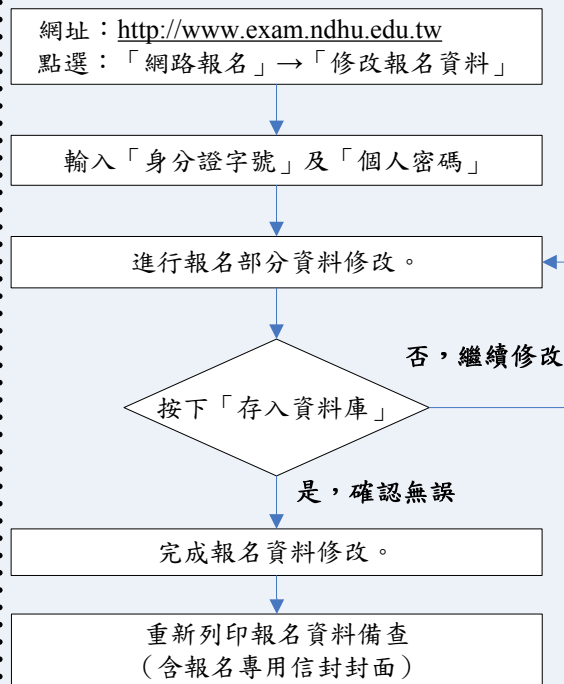 網址：http://www.exam.ndhu.edu.tw
點選：「網路報名」→「修改報名資料」
輸入「身分證字號」及「個人密碼」
進行報名部分資料修改。
否，繼續修改
按下「存入資料庫」
是，確認無誤
完成報名資料修改。
重新列印報名資料備查
（含報名專用信封封面）